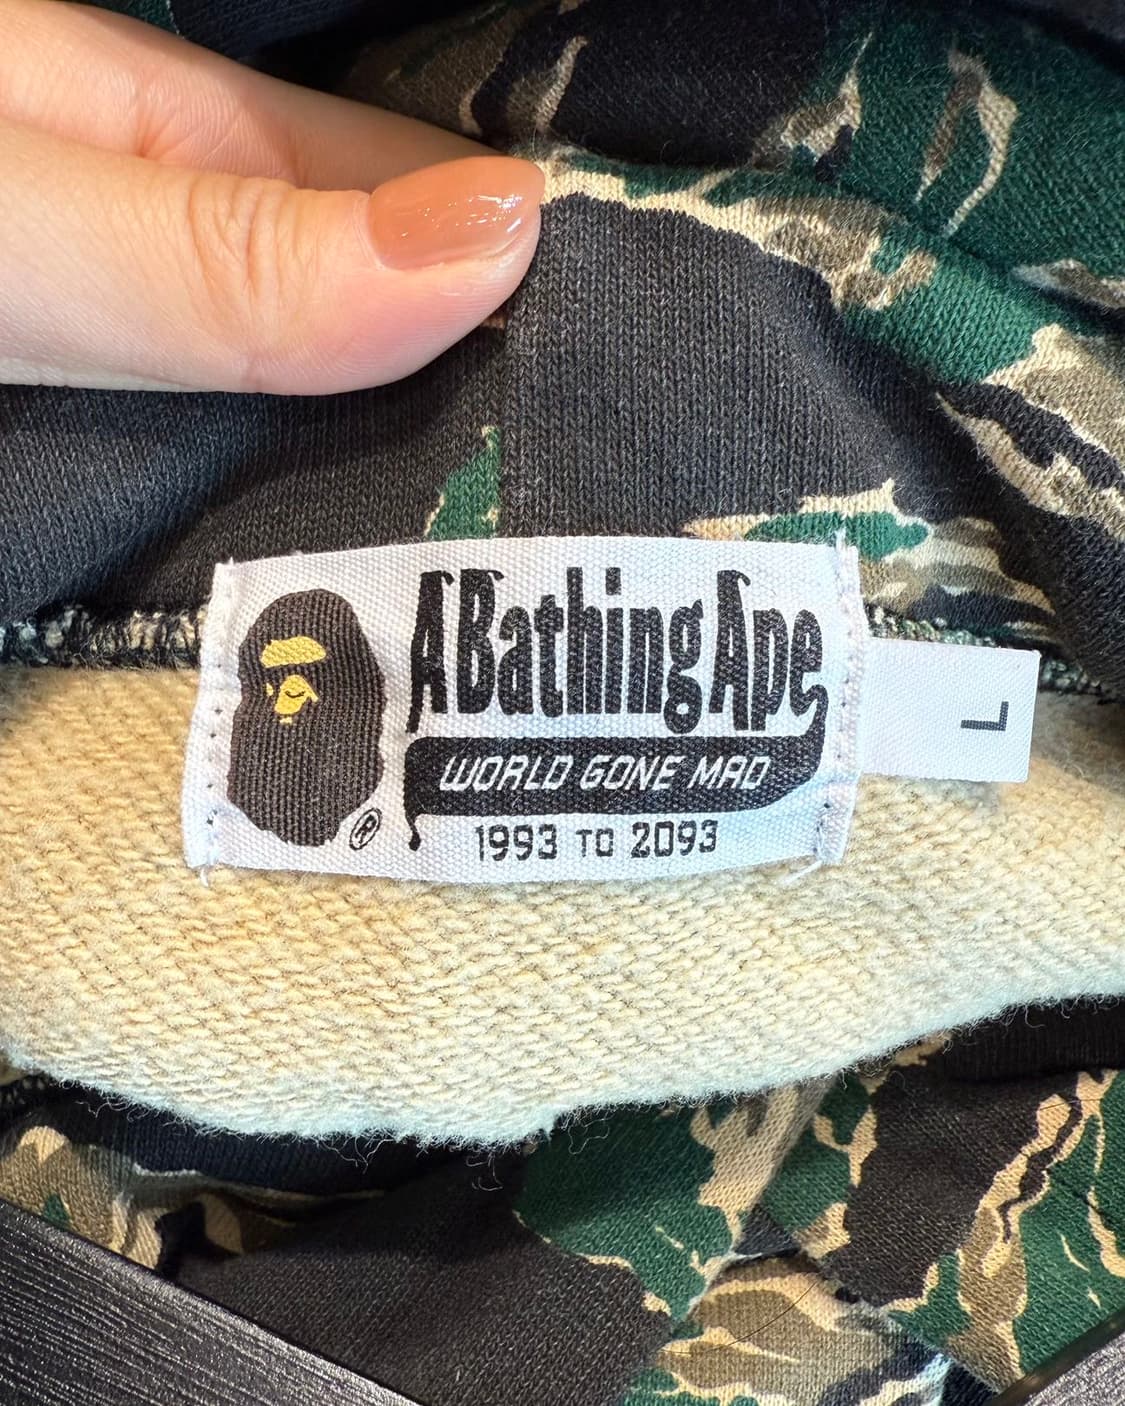 A Bathing Ape
WORLD GONE MAD
1993 TO 2093
®
L